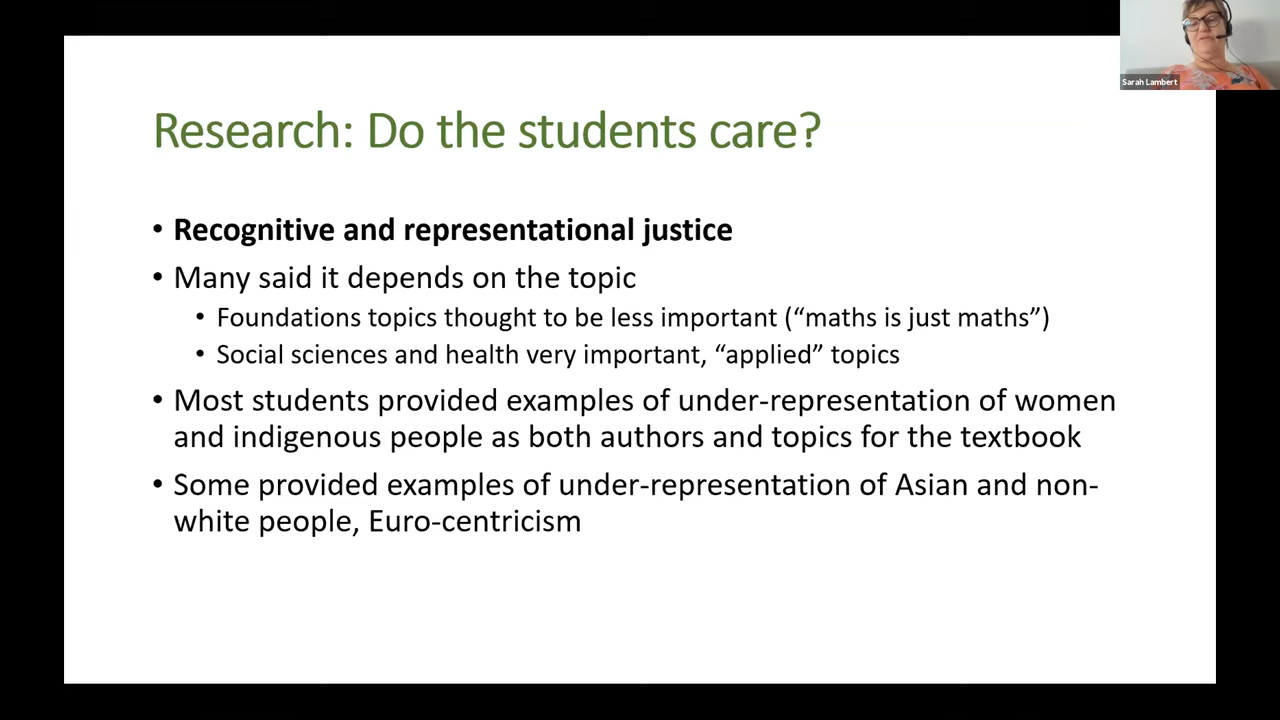 Sarah Lambert
Research: Do the students care?
• Recognitive and representational justice
• Many said it depends on the topic
• Foundations topics thought to be less important (“maths is just maths”)
• Social sciences and health very important, “applied” topics
• Most students provided examples of under-representation of women
and indigenous people as both authors and topics for the textbook
• Some provided examples of under-representation of Asian and non-
white people, Euro-centricism